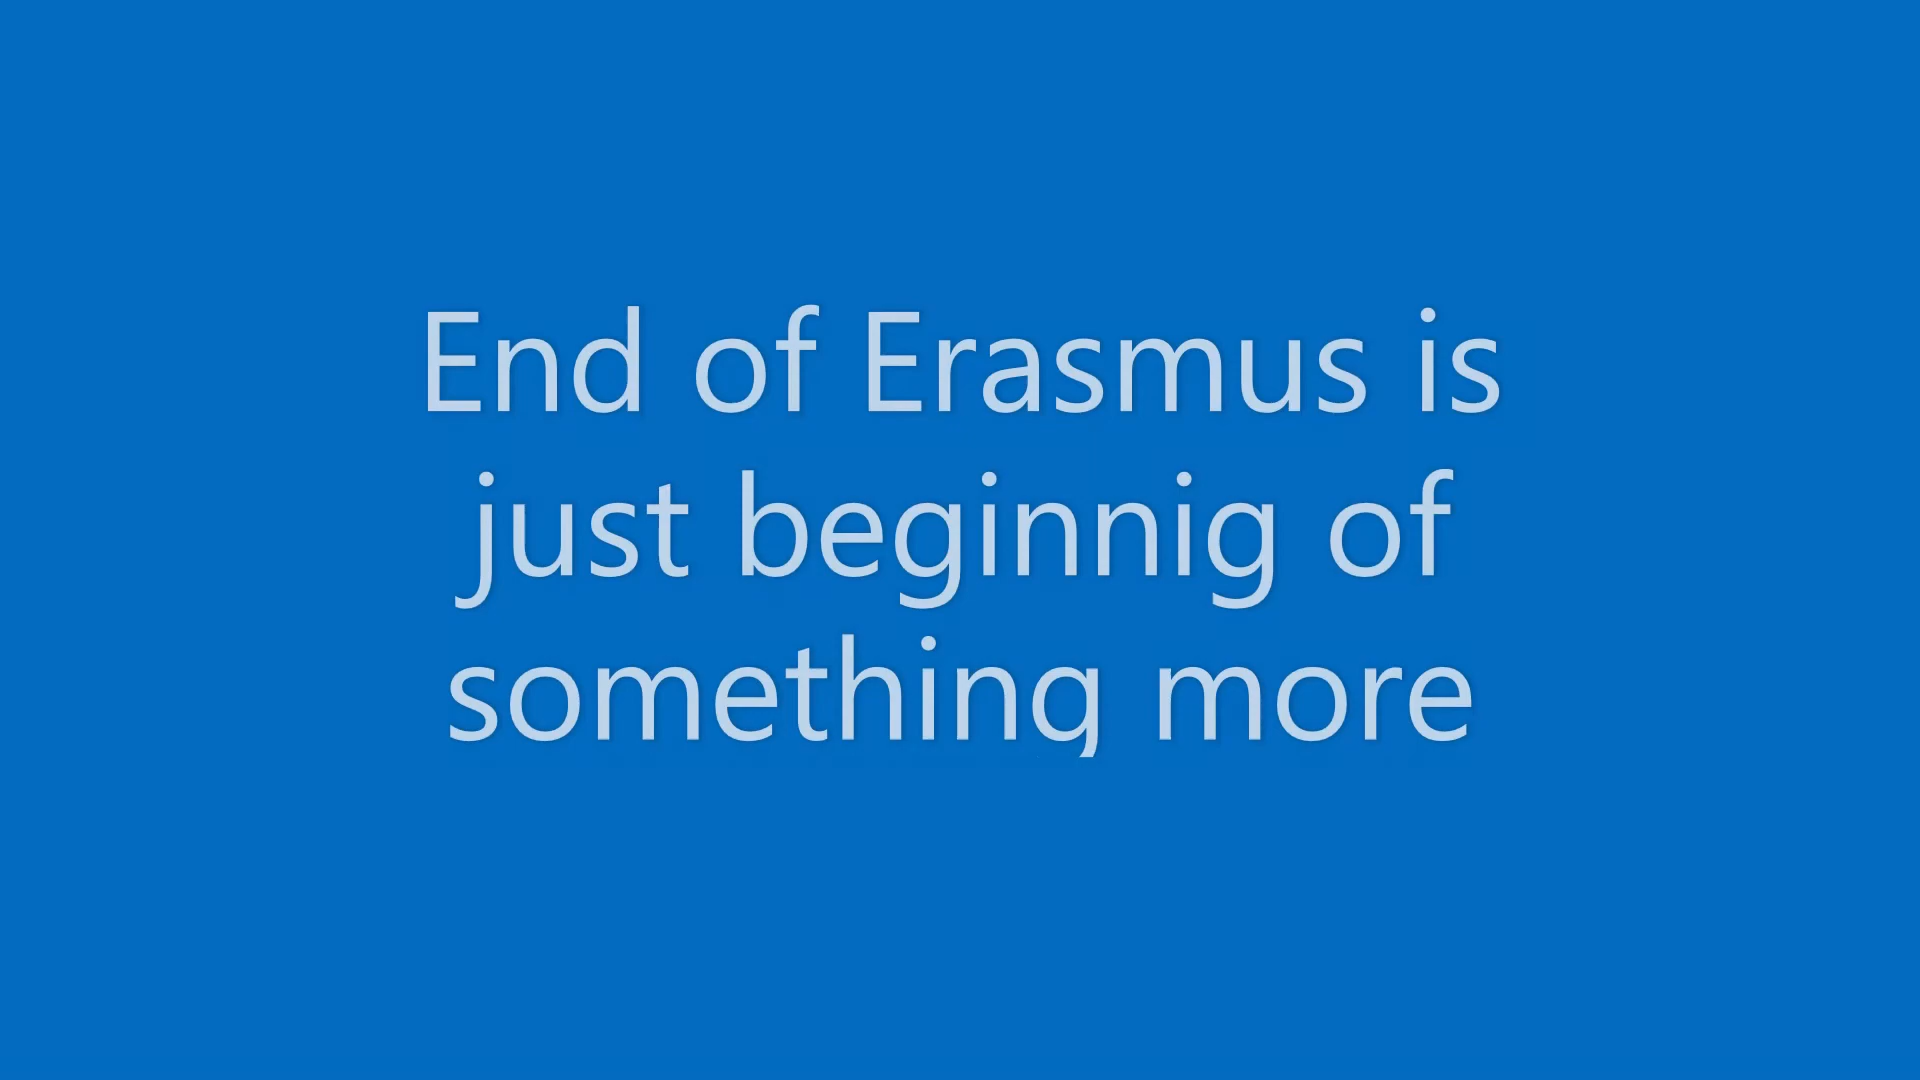 End of Erasmus is
just beginnig of
something more